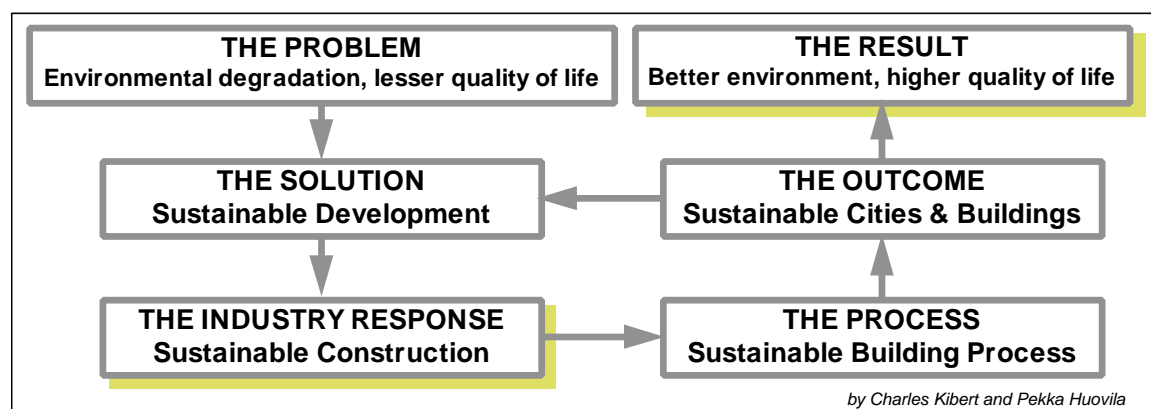 THE PROBLEM
Environmental degradation, lesser quality of life
THE RESULT
Better environment, higher quality of life
THE SOLUTION
Sustainable Development
THE OUTCOME
Sustainable Cities & Buildings
THE INDUSTRY RESPONSE
Sustainable Construction
THE PROCESS
Sustainable Building Process
by Charles Kibert and Pekka Huovila